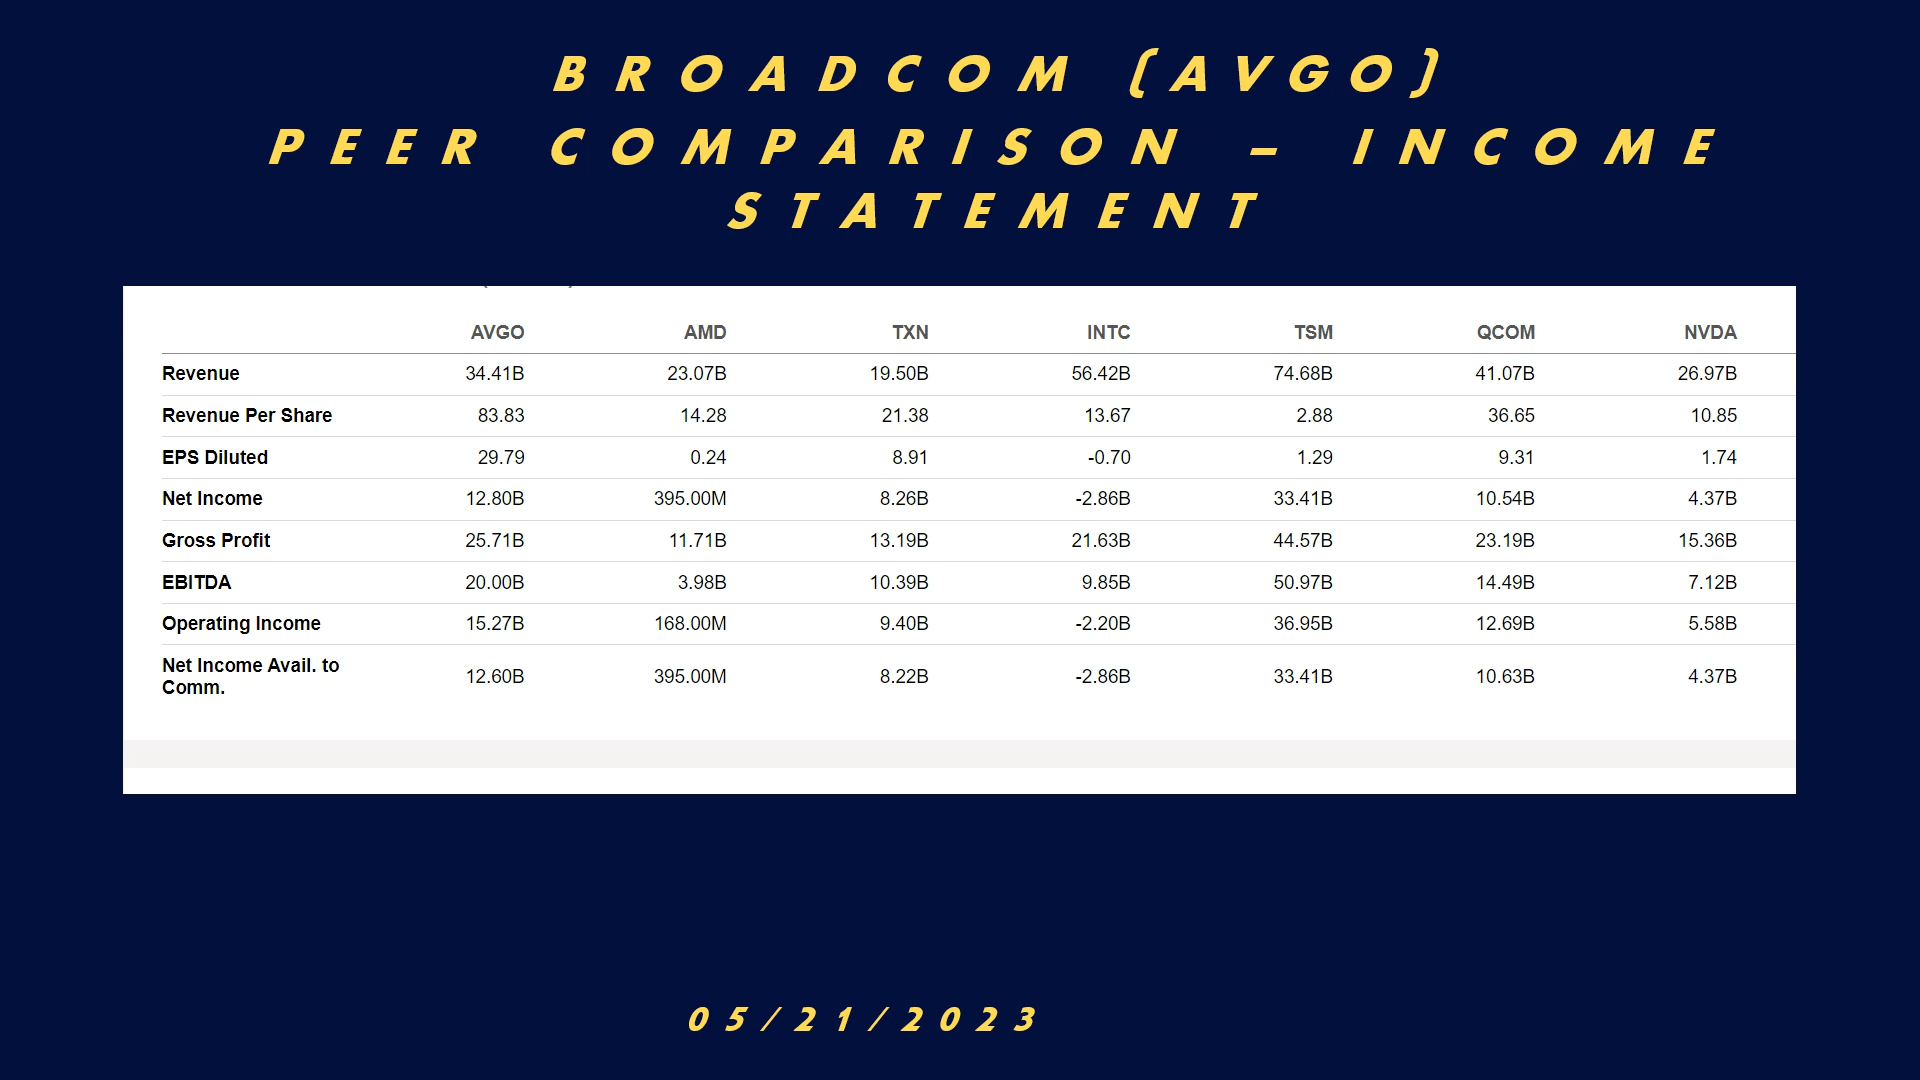 BROADCOM (AVGO)
PEER COMPARISON – INCOME
STATEMENT
AVGO AMD TXN INTC TSM QCOM NVDA
Revenue 34.41B 23.07B 19.50B 56.42B 74.68B 41.07B 26.97B
Revenue Per Share 83.83 14.28 21.38 13.67 2.88 36.65 10.85
EPS Diluted 29.79 0.24 8.91 -0.70 1.29 9.31 1.74
Net Income 12.80B 395.00M 8.26B -2.86B 33.41B 10.54B 4.37B
Gross Profit 25.71B 11.71B 13.19B 21.63B 44.57B 23.19B 15.36B
EBITDA 20.00B 3.98B 10.39B 9.85B 50.97B 14.49B 7.12B
Operating Income 15.27B 168.00M 9.40B -2.20B 36.95B 12.69B 5.58B
Net Income Avail. to
Comm. 12.60B 395.00M 8.22B -2.86B 33.41B 10.63B 4.37B
05/21/2023